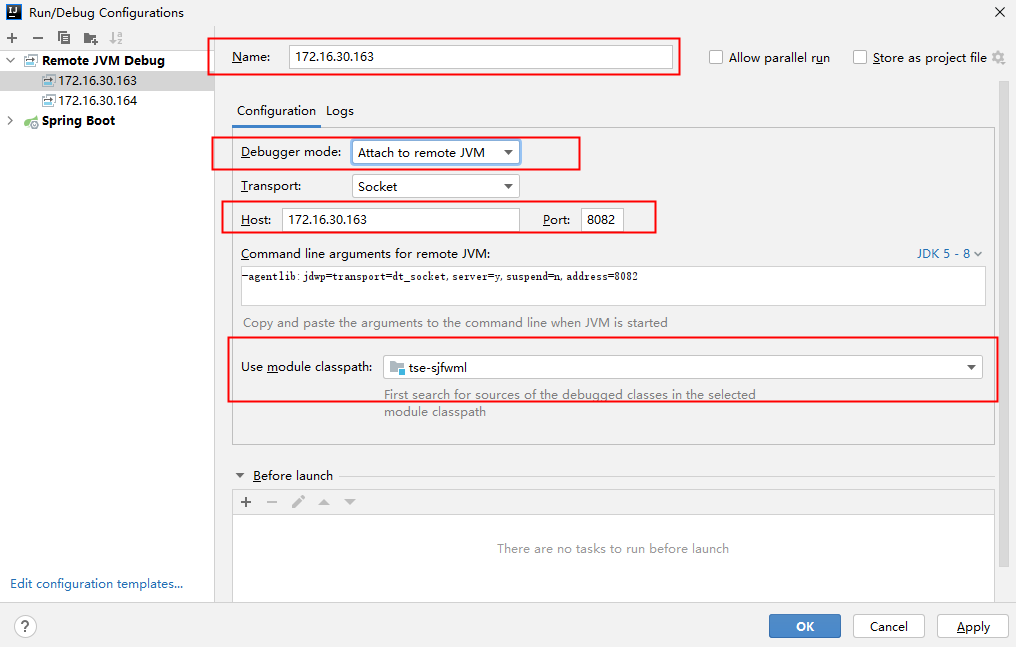 Run/Debug Configurations
Remote JVM Debug
172.16.30.163
172.16.30.164
Spring Boot
Edit configuration templates...
Name: 172.16.30.163
Allow parallel run
Store as project file
Configuration Logs
Debugger mode: Attach to remote JVM
Transport: Socket
Host: 172.16.30.163 Port: 8082
Command line arguments for remote JVM: JDK 5 - 8
-agentlib:jdwp=transport=dt_socket,server=y,suspend=n,address=8082
Copy and paste the arguments to the command line when JVM is started
Use module classpath: tse-sjfwml
First search for sources of the debugged classes in the selected
module classpath
Before launch
There are no tasks to run before launch
? OK Cancel Apply